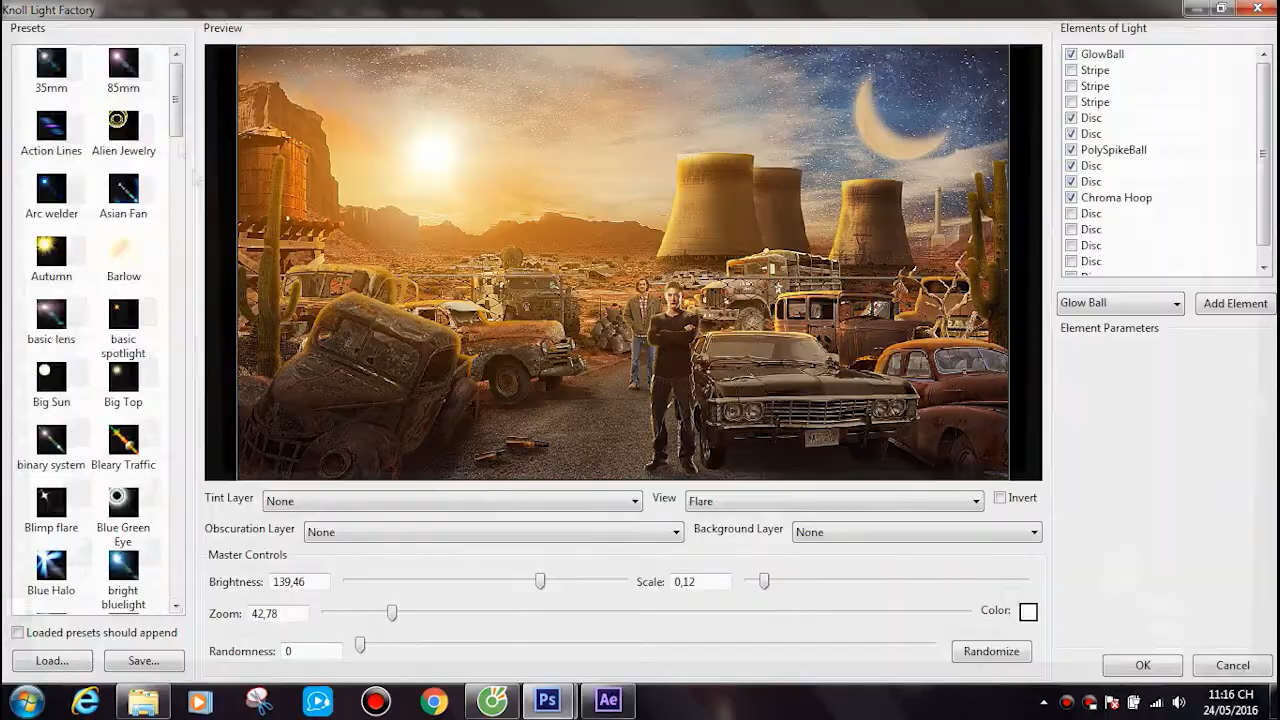 Knoll Light Factory
Presets
Preview
Elements of Light
35mm
85mm
Action Lines
Alien Jewelry
Arc welder
Asian Fan
Autumn
Barlow
basic lens
basic spotlight
Big Sun
Big Top
binary system
Bleary Traffic
Blimp flare
Blue Green Eye
Blue Halo
bright bluelight
Loaded presets should append
Load...
Save...
Tint Layer
None
View
Flare
Invert
Obscuration Layer
None
Background Layer
None
Master Controls
Brightness:
139,46
Scale:
0,12
Zoom:
42,78
Color:
Randomness:
0
Randomize
GlowBall
Stripe
Stripe
Stripe
Disc
Disc
PolySpikeBall
Disc
Disc
Chroma Hoop
Disc
Disc
Disc
Disc
Glow Ball
Add Element
Element Parameters
OK
Cancel
Ps
Ae
11:16 CH
24/05/2016